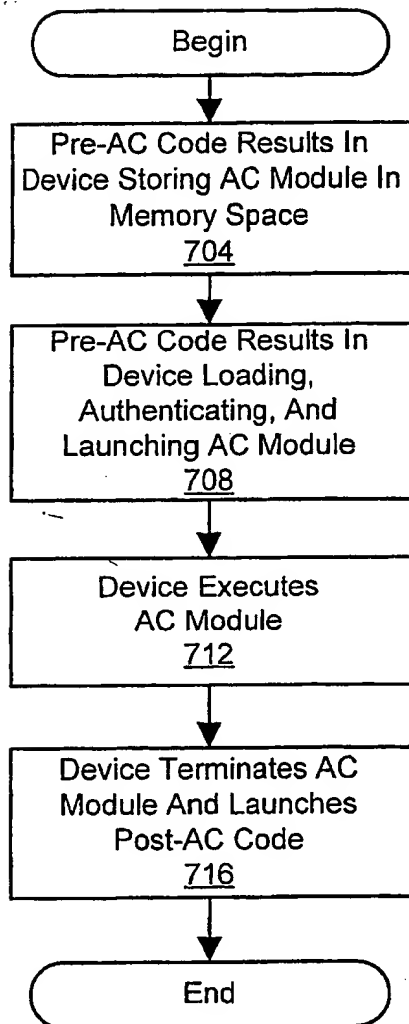 Begin
Pre-AC Code Results In
Device Storing AC Module In
Memory Space
704
Pre-AC Code Results In
Device Loading,
Authenticating, And
Launching AC Module
708
Device Executes
AC Module
712
Device Terminates AC
Module And Launches
Post-AC Code
716
End